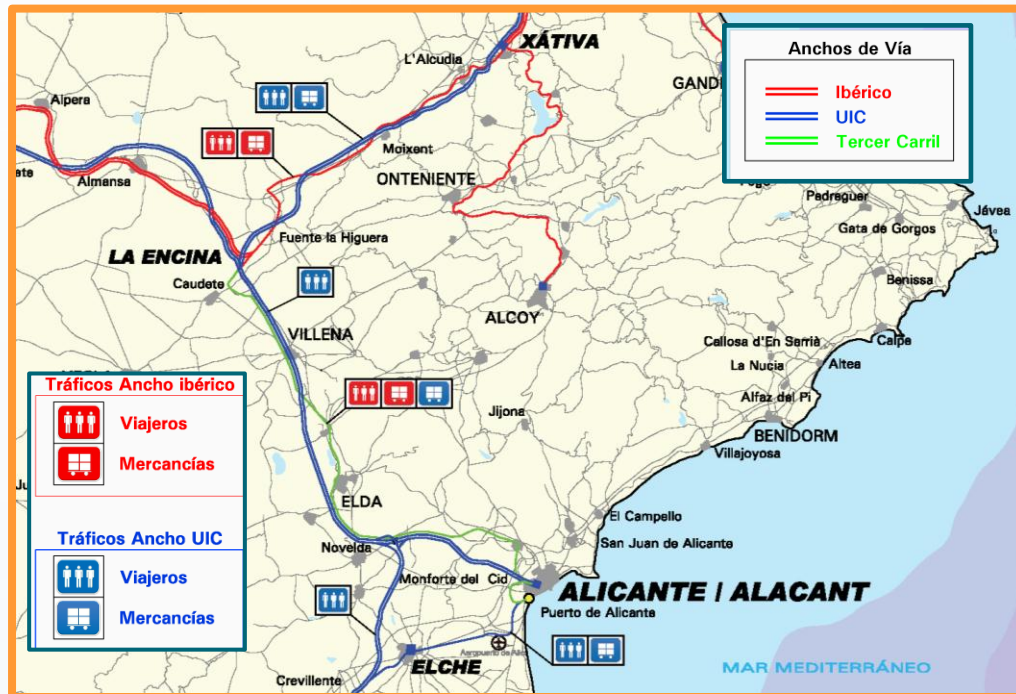 XÁTIVA
L'Alcudia
Alpera
Moixent
Almansa
ONTENIENTE
LA ENCINA
Fuente la Higuera
Caudete
VILLENA
ALCOY
Jijona
ELDA
Novelda
Monforte del Cid
ALICANTE / ALACANT
Puerto de Alicante
ELCHE
Crevillente
El Campello
San Juan de Alicante
Villajoyosa
BENIDORM
Alfaz del Pi
La Nucia
Callosa d'En Sarrià
Altea
Calpe
Benissa
Gata de Gorgos
Jávea
Padreguer
GAND
MAR MEDITERRÁNEO
Anchos de Vía
Ibérico
UIC
Tercer Carril
Tráficos Ancho ibérico
Viajeros
Mercancías
Tráficos Ancho UIC
Viajeros
Mercancías